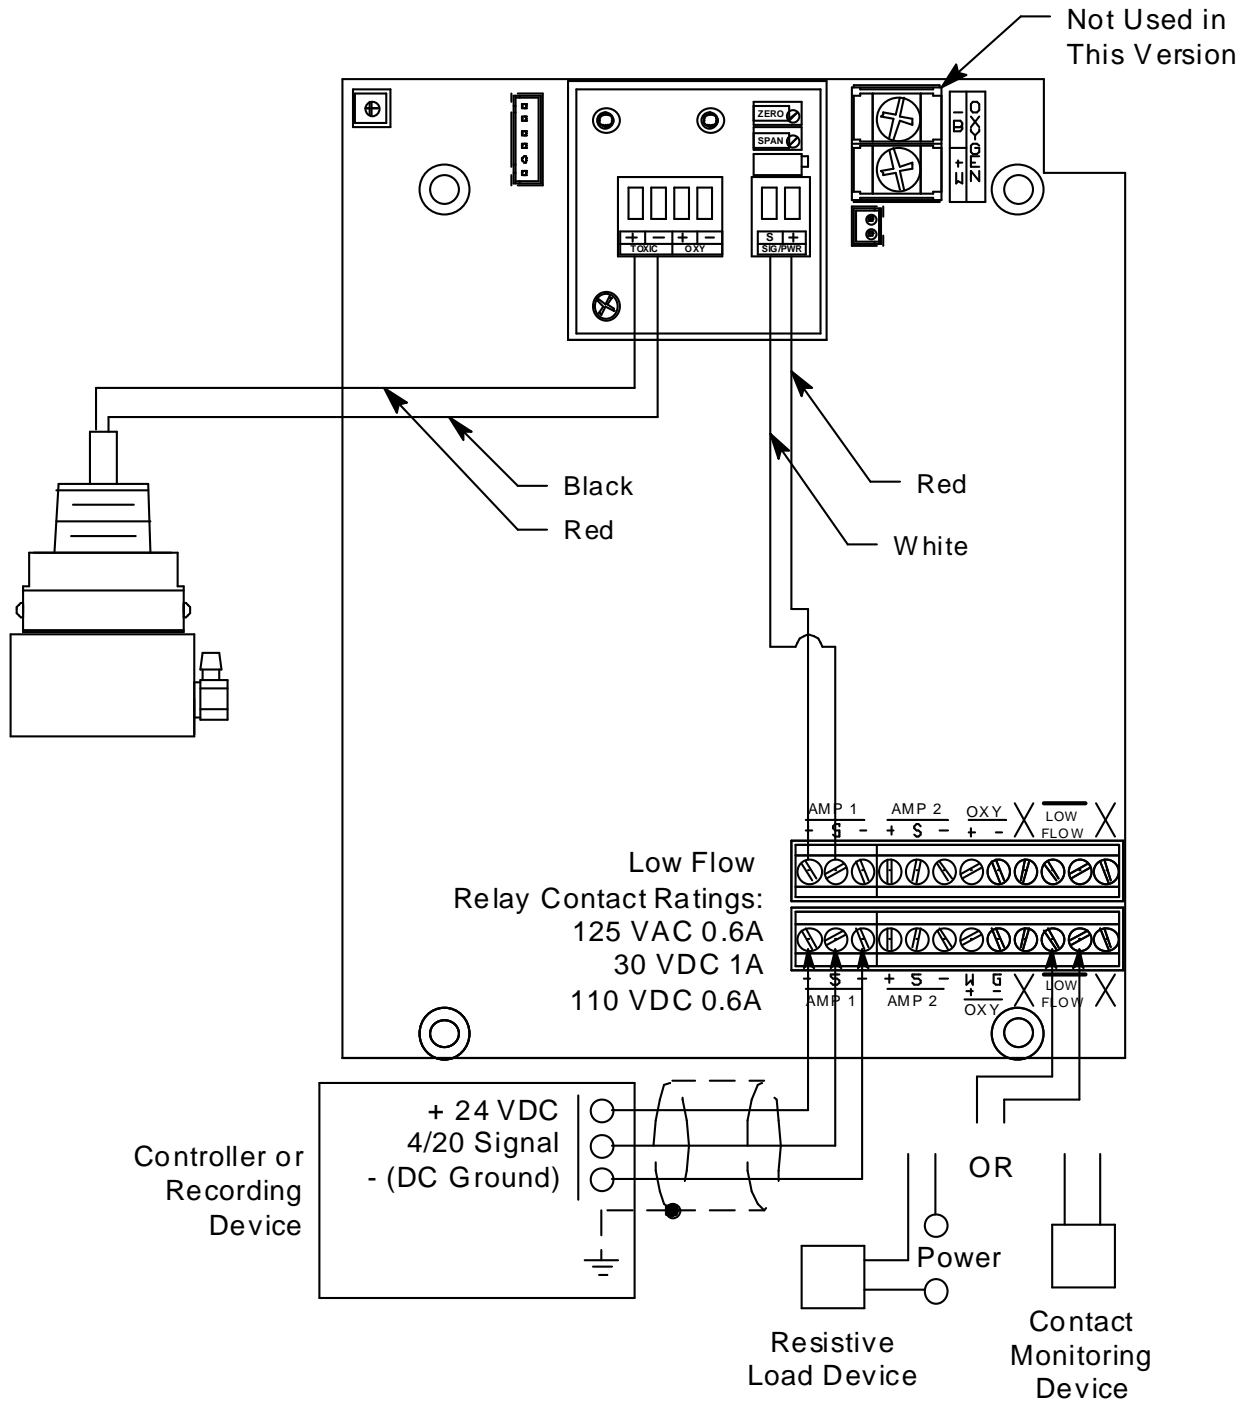 Not Used in
This Version
ZERO
SPAN
- B
+ W
OXYGEN
+ - + -
TOXIC OXY
S +
SIG/PWR
Black
Red
Red
White
AMP 1 AMP 2 OXY X LOW FLOW X
- S - + S - + -
Low Flow
Relay Contact Ratings:
125 VAC 0.6A
30 VDC 1A
110 VDC 0.6A
- S - + S - W G X LOW FLOW X
+ -
AMP 1 AMP 2 OXY
+ 24 VDC
4/20 Signal
- (DC Ground)
Controller or
Recording
Device
OR
Power
Resistive
Load Device
Contact
Monitoring
Device